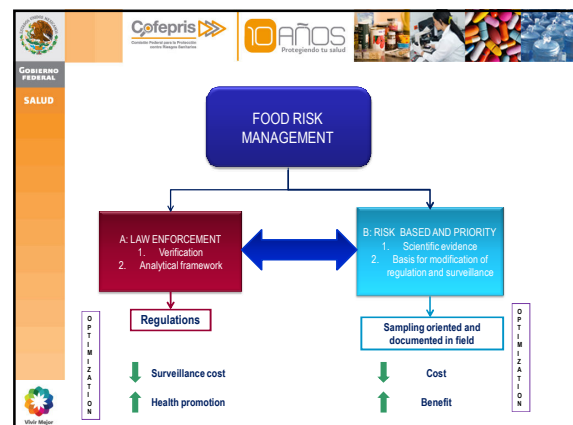 Cofepris
Comisión Federal para la Protección
contra Riesgos Sanitarios
10 AÑOS
Protegiendo tu salud
GOBIERNO
FEDERAL
SALUD
FOOD RISK
MANAGEMENT
A: LAW ENFORCEMENT
1. Verification
2. Analytical framework
B: RISK BASED AND PRIORITY
1. Scientific evidence
2. Basis for modification of
regulation and surveillance
Regulations
Sampling oriented and
documented in field
OPTIMIZATION
Surveillance cost
Health promotion
Cost
Benefit
OPTIMIZATION
Vivir Mejor